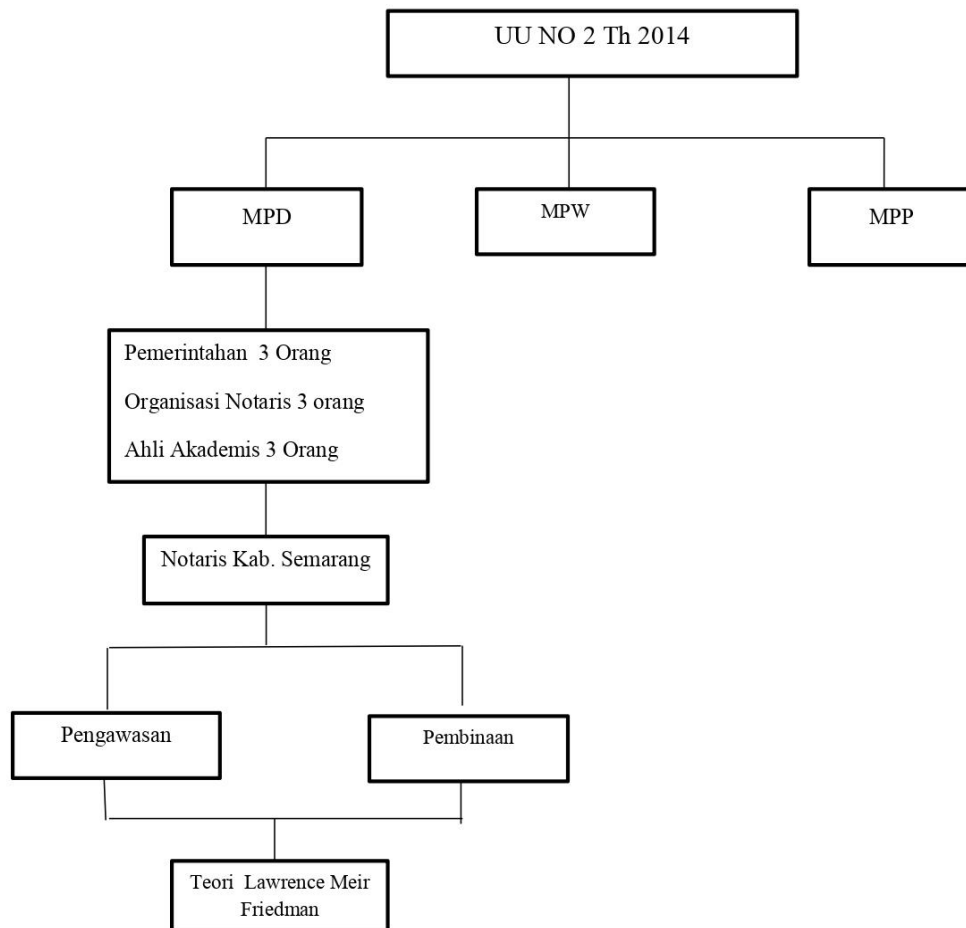 UU NO 2 Th 2014
MPD
MPW
MPP
Pemerintahan 3 Orang
Organisasi Notaris 3 orang
Ahli Akademis 3 Orang
Notaris Kab. Semarang
Pengawasan
Pembinaan
Teori Lawrence Meir
Friedman